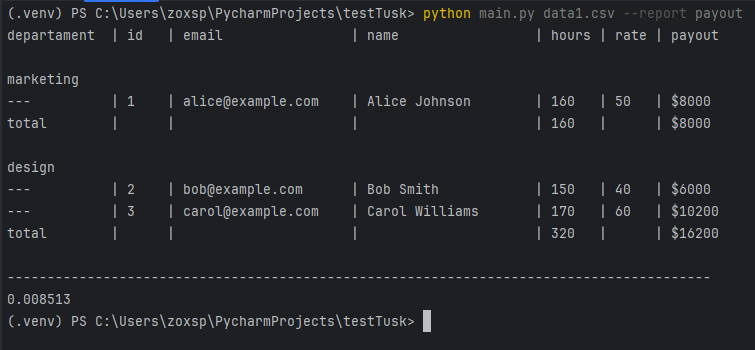 (.venv) PS C:\Users\zoxsp\PycharmProjects\testTusk> python main.py data1.csv --report payout
departament | id | email | name | hours | rate | payout
marketing
--- | 1 | alice@example.com | Alice Johnson | 160 | 50 | $8000
total | | | | 160 | | $8000
design
--- | 2 | bob@example.com | Bob Smith | 150 | 40 | $6000
--- | 3 | carol@example.com | Carol Williams | 170 | 60 | $10200
total | | | | 320 | | $16200
----------------------------------------------------------------------------------------
0.008513
(.venv) PS C:\Users\zoxsp\PycharmProjects\testTusk>